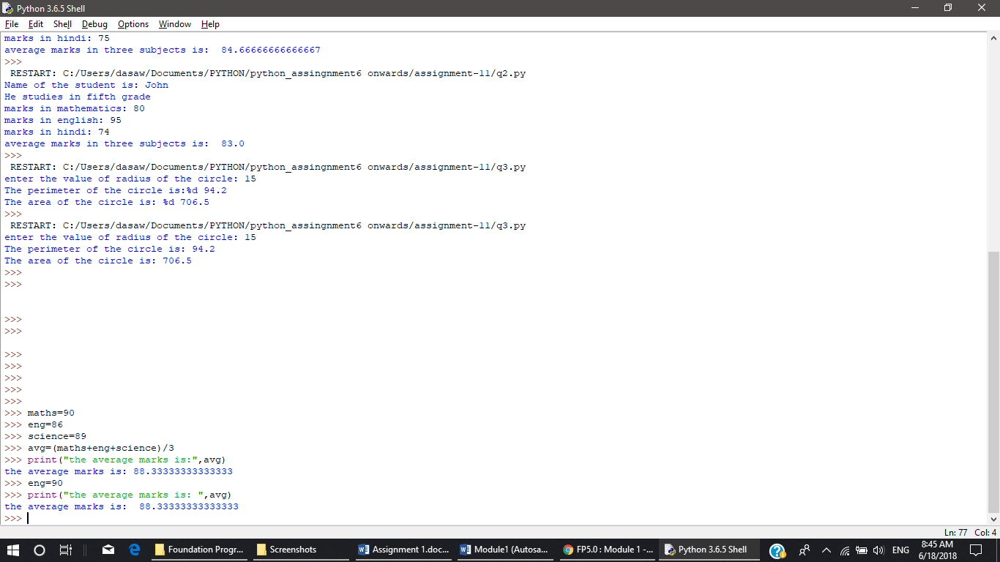 Python 3.6.5 Shell
File Edit Shell Debug Options Window Help
marks in hindi: 75
average marks in three subjects is:  84.66666666666667
>>>
 RESTART: C:/Users/dasaw/Documents/PYTHON/python_assingnment6 onwards/assignment-11/q2.py
Name of the student is: John
He studies in fifth grade
marks in mathematics: 80
marks in english: 95
marks in hindi: 74
average marks in three subjects is:  83.0
>>>
 RESTART: C:/Users/dasaw/Documents/PYTHON/python_assingnment6 onwards/assignment-11/q3.py
enter the value of radius of the circle: 15
The perimeter of the circle is:%d 94.2
The area of the circle is: %d 706.5
>>>
 RESTART: C:/Users/dasaw/Documents/PYTHON/python_assingnment6 onwards/assignment-11/q3.py
enter the value of radius of the circle: 15
The perimeter of the circle is: 94.2
The area of the circle is: 706.5
>>>
>>>
>>>
>>>
>>>
>>>
>>>
>>>
>>>
>>> maths=90
>>> eng=86
>>> science=89
>>> avg=(maths+eng+science)/3
>>> print("the average marks is:",avg)
the average marks is: 88.33333333333333
>>> eng=90
>>> print("the average marks is: ",avg)
the average marks is:  88.33333333333333
>>>
Ln: 77 Col: 4
Foundation Progr... Screenshots Assignment 1.doc... Module1 (Autosa... FP5.0 : Module 1 -... Python 3.6.5 Shell ENG 8:45 AM
6/18/2018